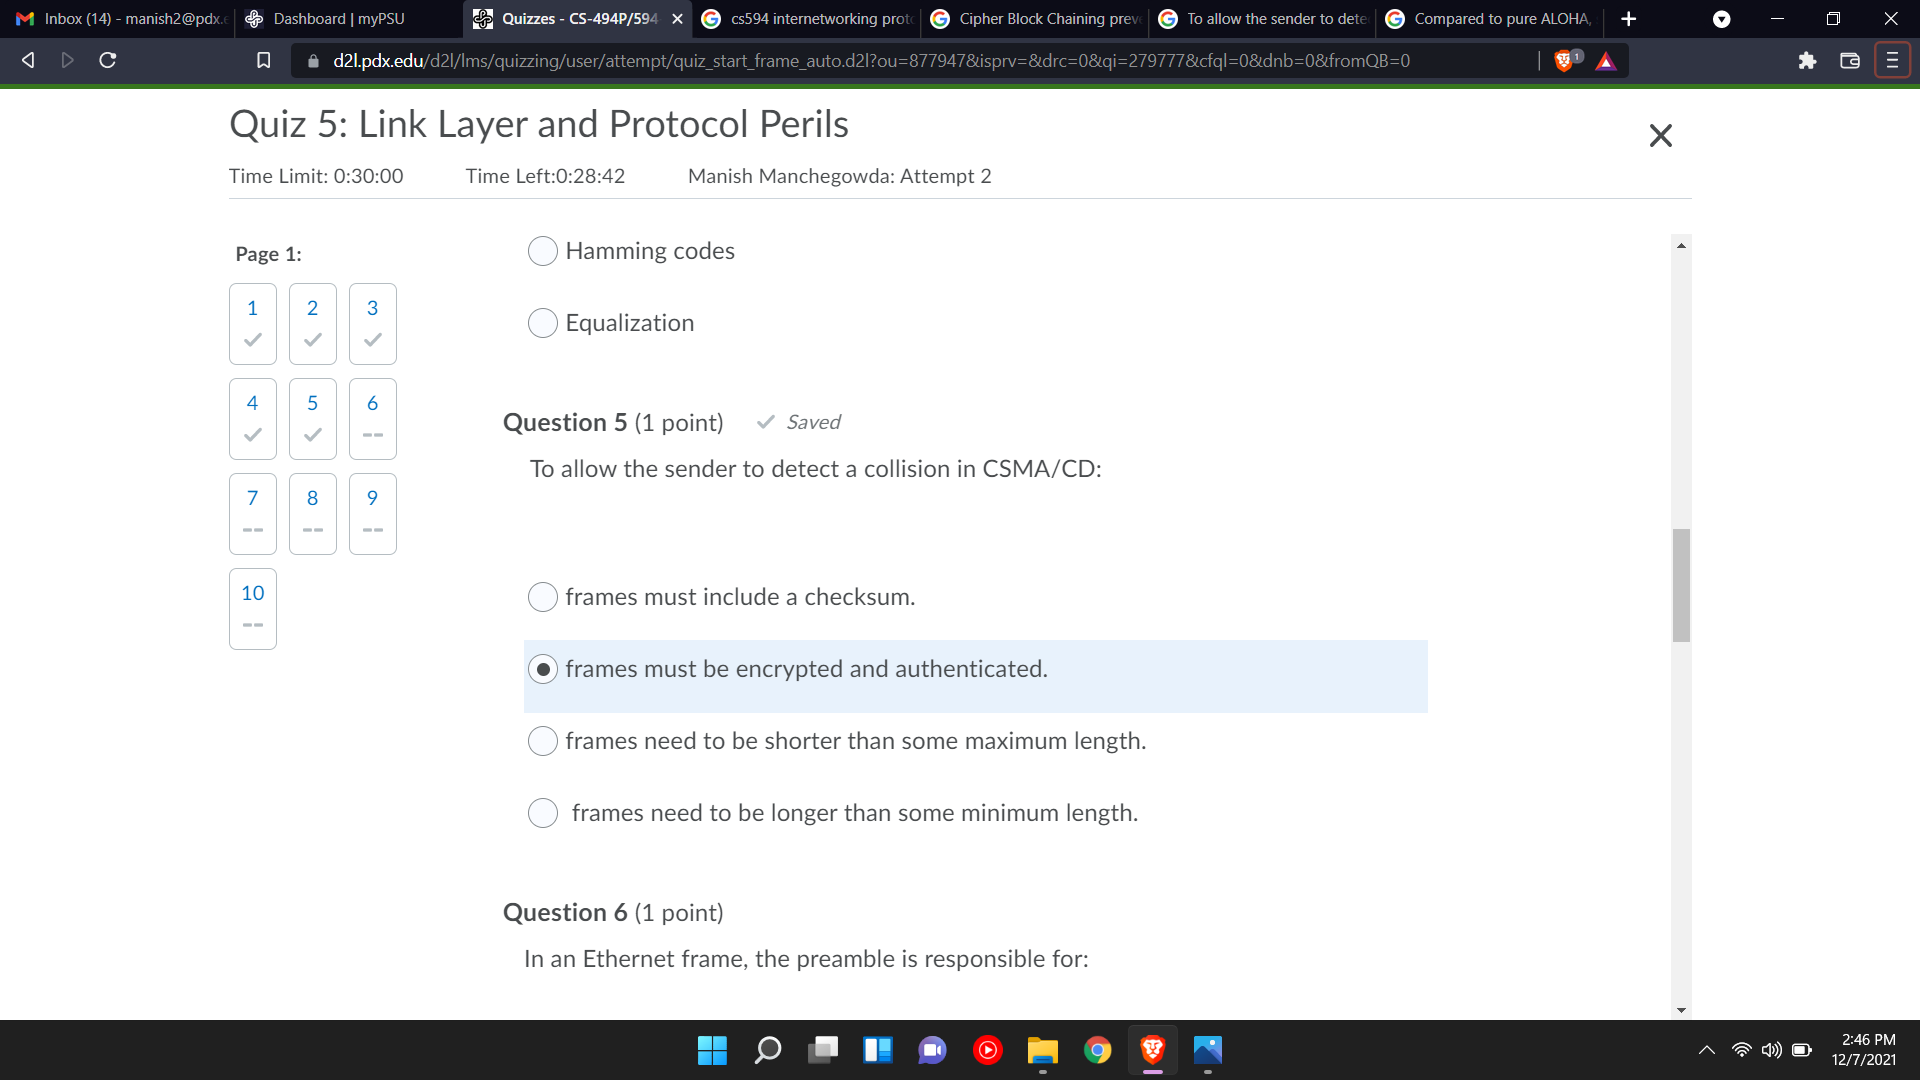 Inbox (14) - manish2@pdx.e
Dashboard | myPSU
Quizzes - CS-494P/594
cs594 internetworking proto
Cipher Block Chaining preve
To allow the sender to dete
Compared to pure ALOHA,
d2l.pdx.edu/d2l/lms/quizzing/user/attempt/quiz_start_frame_auto.d2l?ou=877947&isprv=&drc=0&qi=279777&cfql=0&dnb=0&fromQB=0
1
Quiz 5: Link Layer and Protocol Perils
Time Limit: 0:30:00 Time Left:0:28:42 Manish Manchegowda: Attempt 2
Page 1:
1 2 3
4 5 6
--
7 8 9
-- -- --
10
--
Hamming codes
Equalization
Question 5 (1 point) Saved
To allow the sender to detect a collision in CSMA/CD:
frames must include a checksum.
frames must be encrypted and authenticated.
frames need to be shorter than some maximum length.
frames need to be longer than some minimum length.
Question 6 (1 point)
In an Ethernet frame, the preamble is responsible for:
2:46 PM
12/7/2021